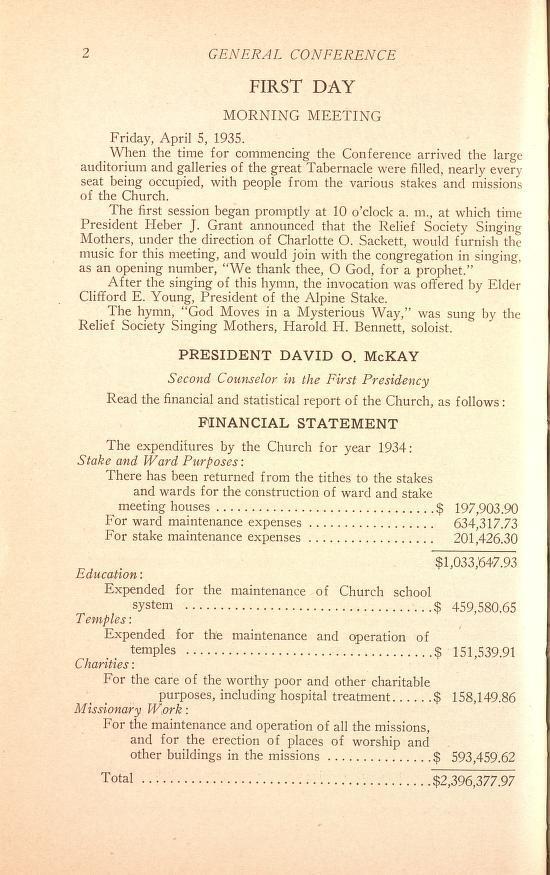 2 GENERAL CONFERENCE
FIRST DAY
MORNING MEETING
Friday, April 5, 1935.
When the time for commencing the Conference arrived the large
auditorium and galleries of the great Tabernacle were filled, nearly every
seat being occupied, with people from the various stakes and missions
of the Church.
The first session began promptly at 10 o'clock a. m., at which time
President Heber J. Grant announced that the Relief Society Singing
Mothers, under the direction of Charlotte O. Sackett, would furnish the
music for this meeting, and would join with the congregation in singing,
as an opening number, "We thank thee, O God, for a prophet."
After the singing of this hymn, the invocation was offered by Elder
Clifford E. Young, President of the Alpine Stake.
The hymn, "God Moves in a Mysterious Way," was sung by the
Relief Society Singing Mothers, Harold H. Bennett, soloist.
PRESIDENT DAVID O. McKAY
Second Counselor in the First Presidency
Read the financial and statistical report of the Church, as follows:
FINANCIAL STATEMENT
The expenditures by the Church for year 1934:
Stake and Ward Purposes:
There has been returned from the tithes to the stakes
and wards for the construction of ward and stake
meeting houses ..............................$ 197,903.90
For ward maintenance expenses ................. 634,317.73
For stake maintenance expenses ................. 201,426.30
$1,033,647.93
Education:
Expended for the maintenance of Church school
system ..................................$ 459,580.65
Temples:
Expended for the maintenance and operation of
temples ..................................$ 151,539.91
Charities:
For the care of the worthy poor and other charitable
purposes, including hospital treatment......$ 158,149.86
Missionary Work:
For the maintenance and operation of all the missions,
and for the erection of places of worship and
other buildings in the missions ..............$ 593,459.62
Total .......................................$2,396,377.97